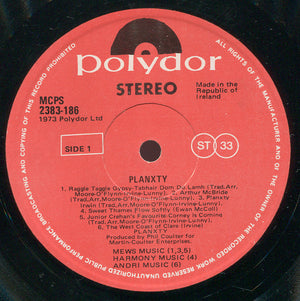 polydor
STEREO
Made in the
Republic of
Ireland
MCPS
2383-186
℗ 1973 Polydor Ltd
SIDE 1
ST 33
PLANXTY
1. Raggle Taggle Gypsy-Tabhair Dom Do Lamh (Trad.Arr.
Moore-O'Flynn-Irvine-Lunny). 2. Arthur McBride
(Trad.Arr.Moore-O'Flynn-Irvine-Lunny). 3. Planxty
Irwin (Trad.Arr.Moore-O'Flynn-Irvine-Lunny).
4. Sweet Thames Flow Softly (Ewan McColl)
5. Junior Crehan's Favourite-Corney is Coming
(Trad.Arr.Moore-O'Flynn-Irvine-Lunny).
6. The West Coast of Clare (Irvine)
PLANXTY
Produced by Phil Coulter for
Martin-Coulter Enterprises.
MEWS MUSIC (1,3,5)
HARMONY MUSIC (4)
ANDRI MUSIC (6)
ALL RIGHTS OF THE MANUFACTURER AND OF THE OWNER OF THE RECORDED WORK RESERVED UNAUTHORIZED PUBLIC PERFORMANCE BROADCASTING AND COPYING OF THIS RECORD PROHIBITED